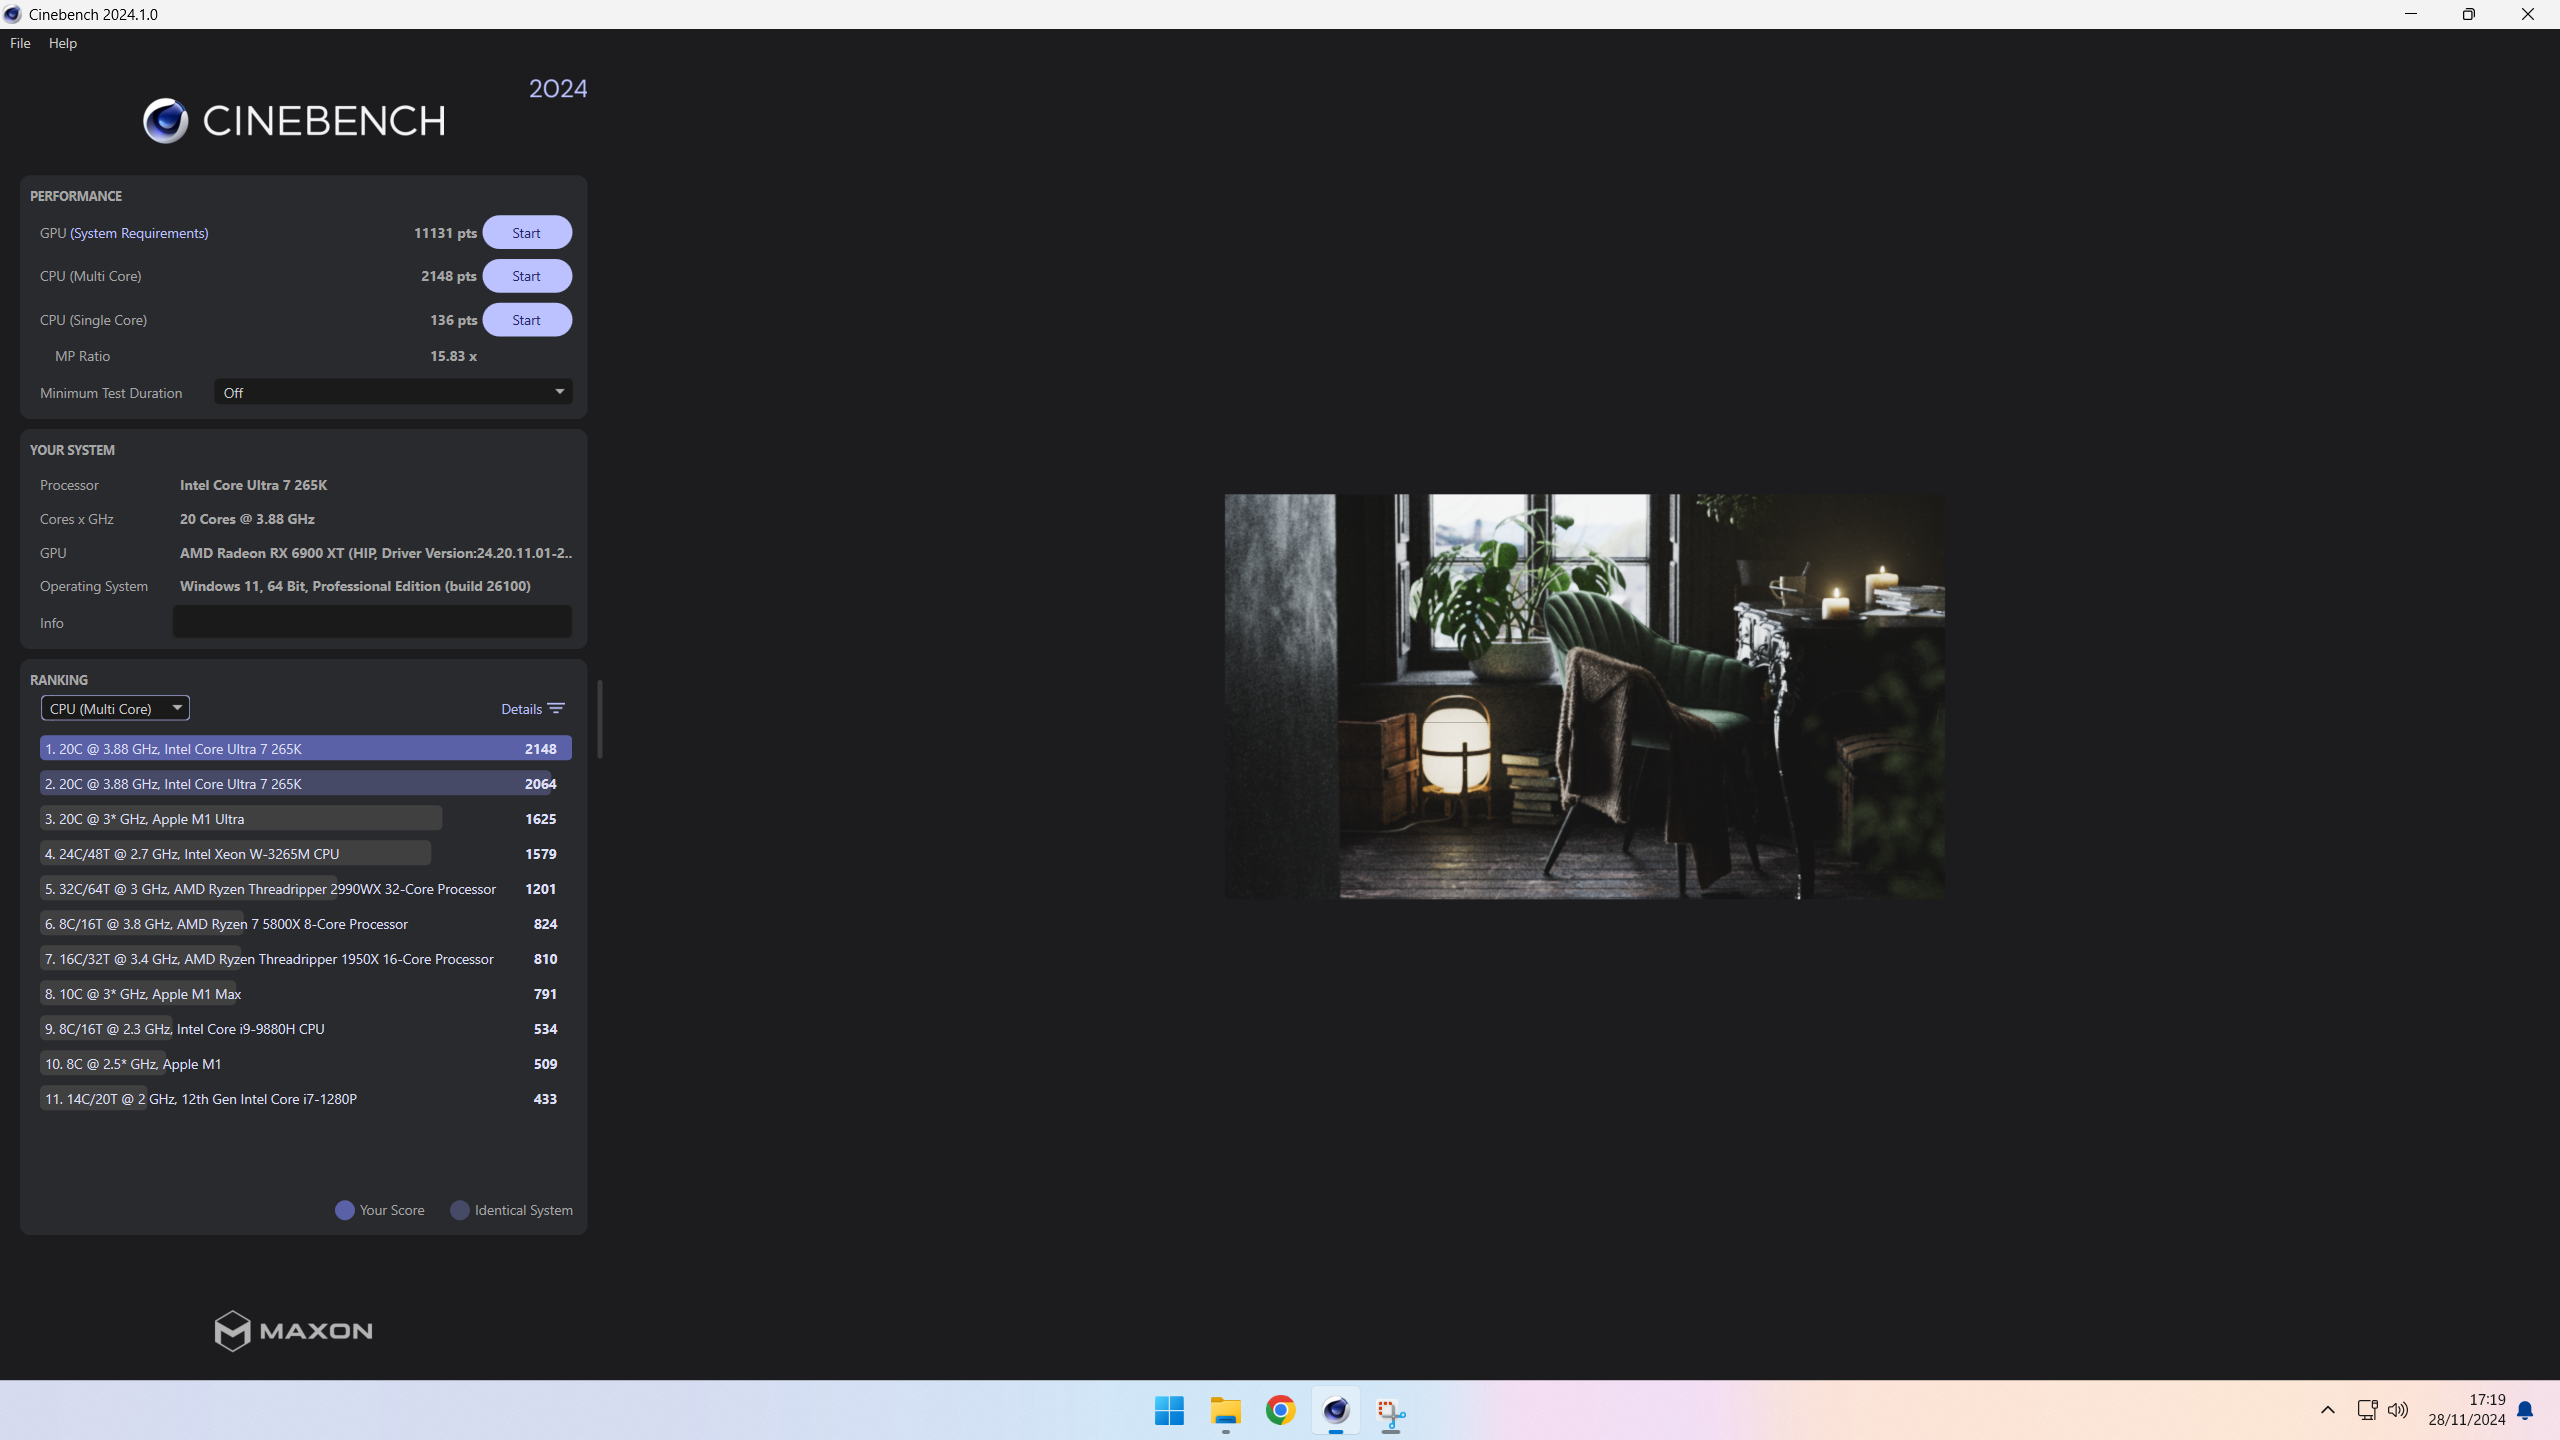 Cinebench 2024.1.0
File Help
2024
CINEBENCH
PERFORMANCE
GPU (System Requirements) 11131 pts Start
CPU (Multi Core) 2148 pts Start
CPU (Single Core) 136 pts Start
MP Ratio 15.83 x
Minimum Test Duration Off
YOUR SYSTEM
Processor Intel Core Ultra 7 265K
Cores x GHz 20 Cores @ 3.88 GHz
GPU AMD Radeon RX 6900 XT (HIP, Driver Version:24.20.11.01-2..
Operating System Windows 11, 64 Bit, Professional Edition (build 26100)
Info
RANKING
CPU (Multi Core) Details
1. 20C @ 3.88 GHz, Intel Core Ultra 7 265K 2148
2. 20C @ 3.88 GHz, Intel Core Ultra 7 265K 2064
3. 20C @ 3* GHz, Apple M1 Ultra 1625
4. 24C/48T @ 2.7 GHz, Intel Xeon W-3265M CPU 1579
5. 32C/64T @ 3 GHz, AMD Ryzen Threadripper 2990WX 32-Core Processor 1201
6. 8C/16T @ 3.8 GHz, AMD Ryzen 7 5800X 8-Core Processor 824
7. 16C/32T @ 3.4 GHz, AMD Ryzen Threadripper 1950X 16-Core Processor 810
8. 10C @ 3* GHz, Apple M1 Max 791
9. 8C/16T @ 2.3 GHz, Intel Core i9-9880H CPU 534
10. 8C @ 2.5* GHz, Apple M1 509
11. 14C/20T @ 2 GHz, 12th Gen Intel Core i7-1280P 433
Your Score Identical System
MAXON
17:19
28/11/2024